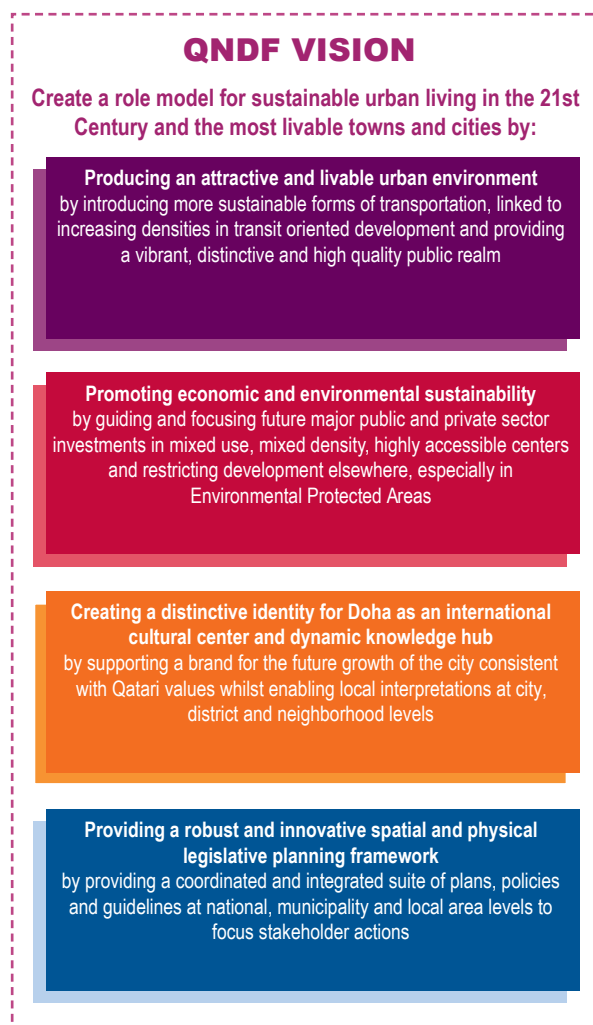 QNDF VISION
Create a role model for sustainable urban living in the 21st
Century and the most livable towns and cities by:
Producing an attractive and livable urban environment
by introducing more sustainable forms of transportation, linked to
increasing densities in transit oriented development and providing
a vibrant, distinctive and high quality public realm
Promoting economic and environmental sustainability
by guiding and focusing future major public and private sector
investments in mixed use, mixed density, highly accessible centers
and restricting development elsewhere, especially in
Environmental Protected Areas
Creating a distinctive identity for Doha as an international
cultural center and dynamic knowledge hub
by supporting a brand for the future growth of the city consistent
with Qatari values whilst enabling local interpretations at city,
district and neighborhood levels
Providing a robust and innovative spatial and physical
legislative planning framework
by providing a coordinated and integrated suite of plans, policies
and guidelines at national, municipality and local area levels to
focus stakeholder actions